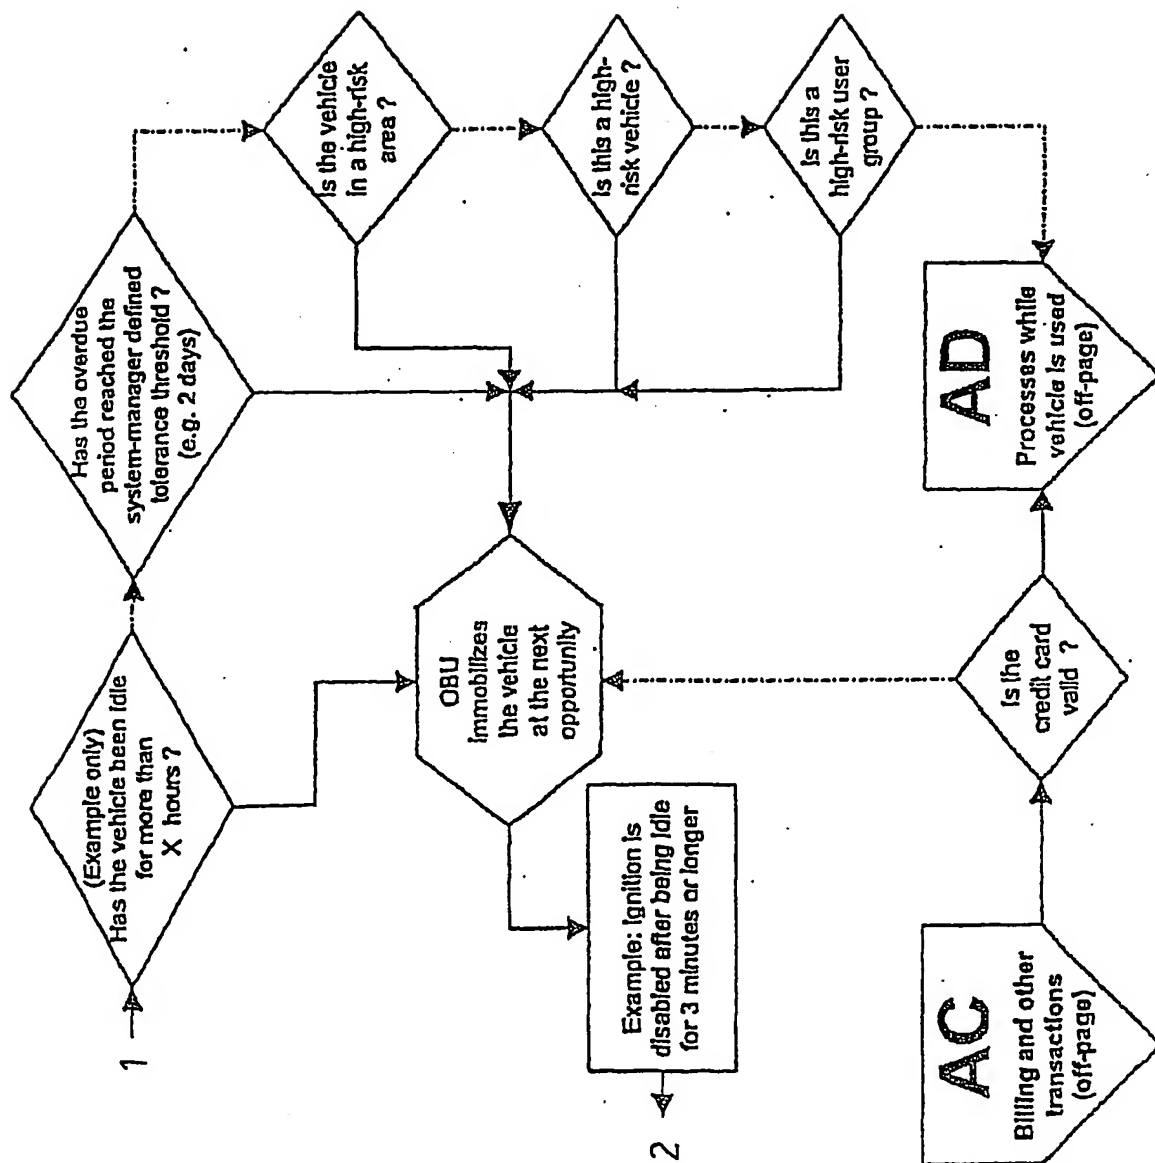 1
(Example only)
Has the vehicle been idle
for more than
X hours ?
Has the overdue
period reached the
system-manager defined
tolerance threshold ?
(e.g. 2 days)
Is the vehicle
in a high-risk
area ?
Is this a high-
risk vehicle ?
Is this a
high-risk user
group ?
OBU
immobilizes
the vehicle
at the next
opportunity
Example: Ignition is
disabled after being idle
for 3 minutes or longer
2
AC
Billing and other
transactions
(off-page)
Is the
credit card
valid ?
AD
Processes while
vehicle is used
(off-page)